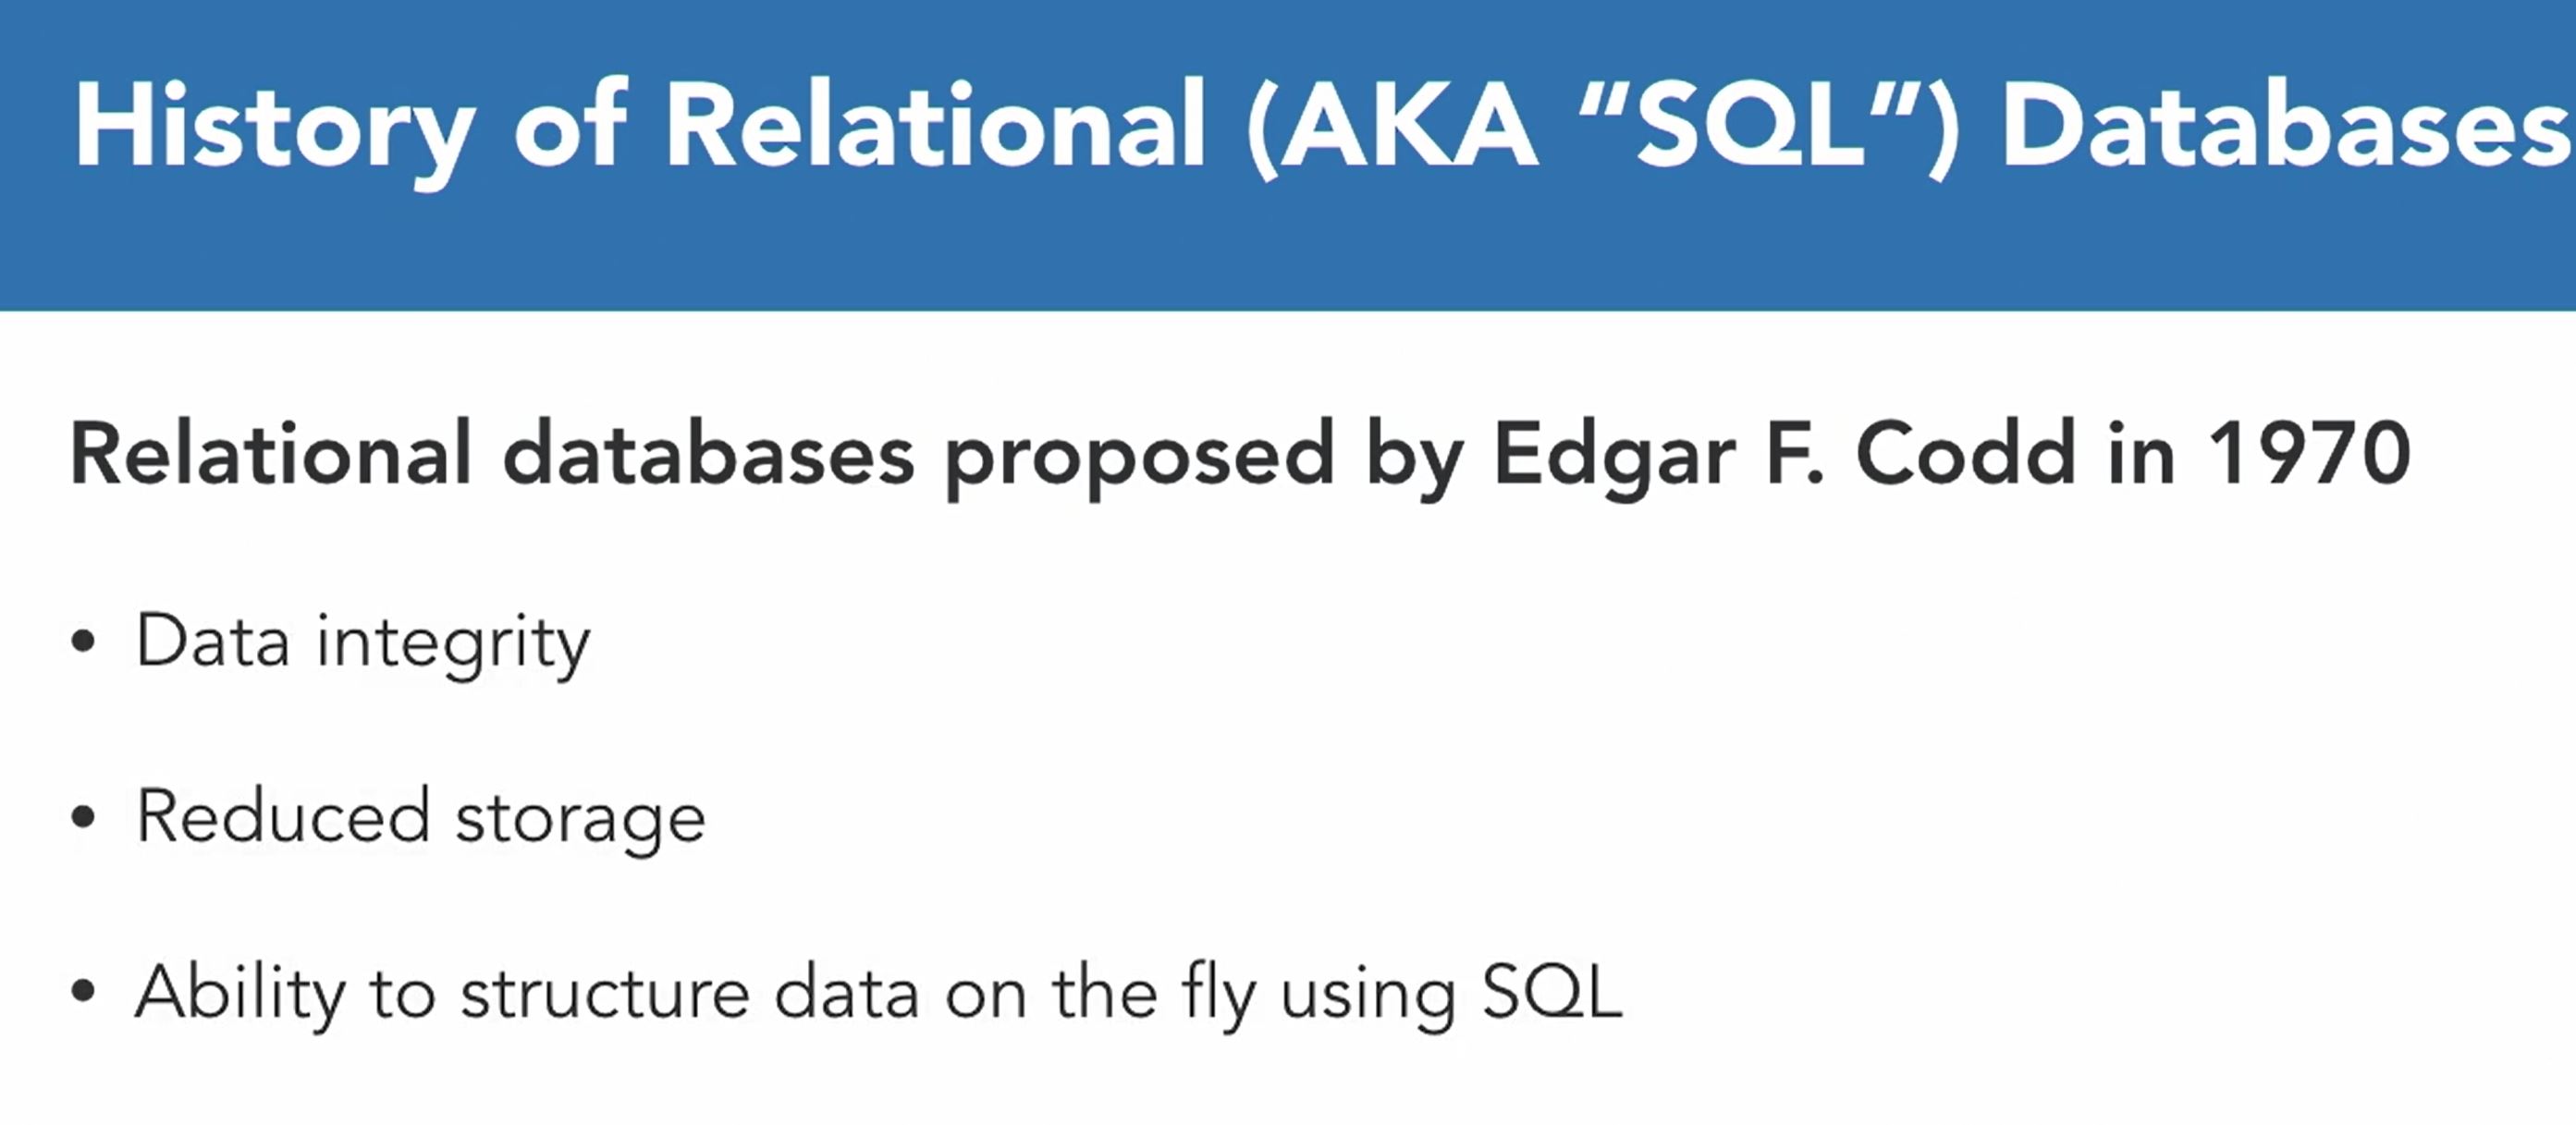 History of Relational (AKA “SQL”) Databases
Relational databases proposed by Edgar F. Codd in 1970
• Data integrity
• Reduced storage
• Ability to structure data on the fly using SQL